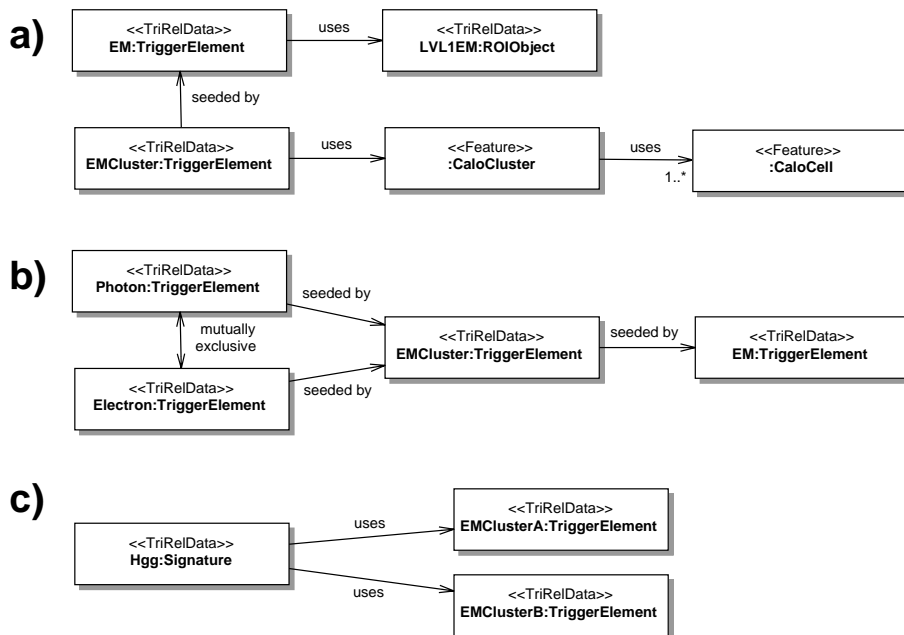 a)
<<TriRelData>>
EM:TriggerElement
uses
<<TriRelData>>
LVL1EM:ROIObject
seeded by
<<TriRelData>>
EMCluster:TriggerElement
uses
<<Feature>>
:CaloCluster
uses
1..*
<<Feature>>
:CaloCell
b)
<<TriRelData>>
Photon:TriggerElement
seeded by
mutually
exclusive
<<TriRelData>>
EMCluster:TriggerElement
seeded by
<<TriRelData>>
EM:TriggerElement
<<TriRelData>>
Electron:TriggerElement
seeded by
c)
<<TriRelData>>
Hgg:Signature
uses
<<TriRelData>>
EMClusterA:TriggerElement
uses
<<TriRelData>>
EMClusterB:TriggerElement